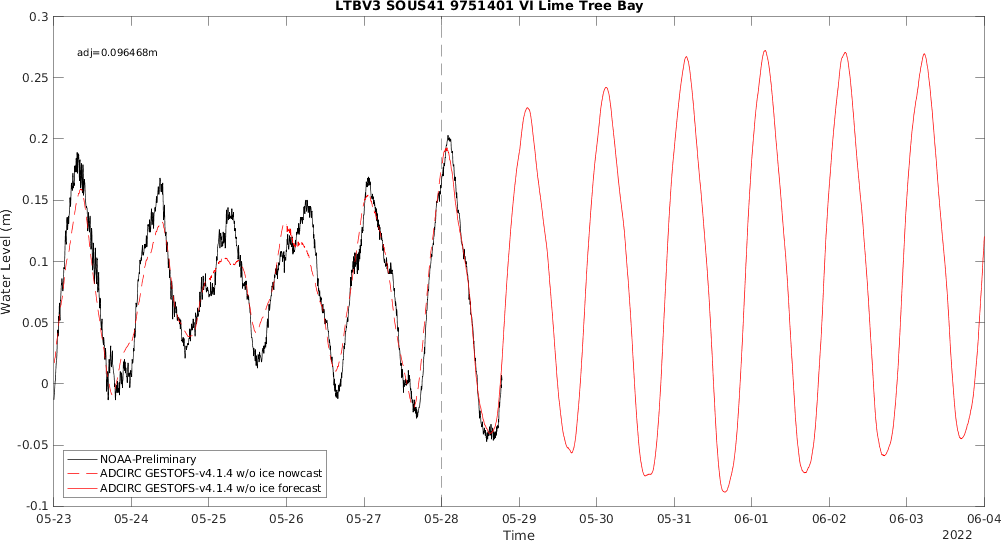 LTBV3 SOUS41 9751401 VI Lime Tree Bay
0.3
adj=0.096468m
0.25
0.2
0.15
0.1
0.05
0
-0.05
-0.1
Water Level (m)
NOAA-Preliminary
ADCIRC GESTOFS-v4.1.4 w/o ice nowcast
ADCIRC GESTOFS-v4.1.4 w/o ice forecast
05-23 05-24 05-25 05-26 05-27 05-28 05-29 05-30 05-31 06-01 06-02 06-03 06-04
Time
2022